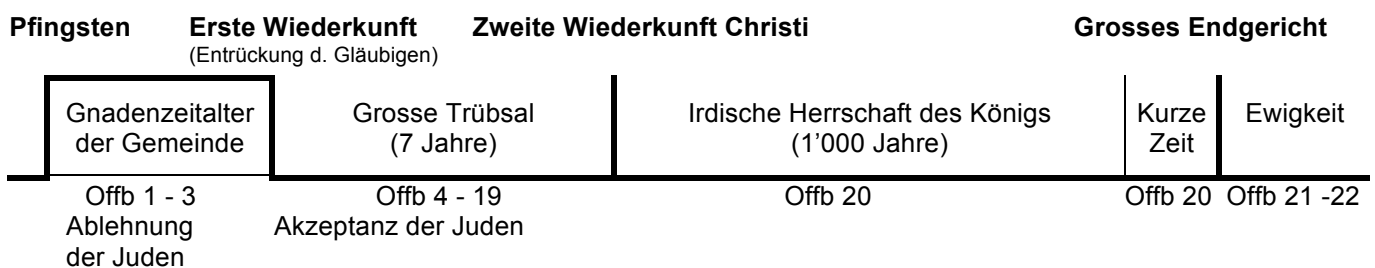 Pfingsten Erste Wiederkunft Zweite Wiederkunft Christi Grosses Endgericht
(Entrückung d. Gläubigen)
Gnadenzeitalter Grosse Trübsal Irdische Herrschaft des Königs Kurze Ewigkeit
der Gemeinde (7 Jahre) (1'000 Jahre) Zeit
Offb 1 - 3 Offb 4 - 19 Offb 20 Offb 20 Offb 21 -22
Ablehnung Akzeptanz der Juden
der Juden